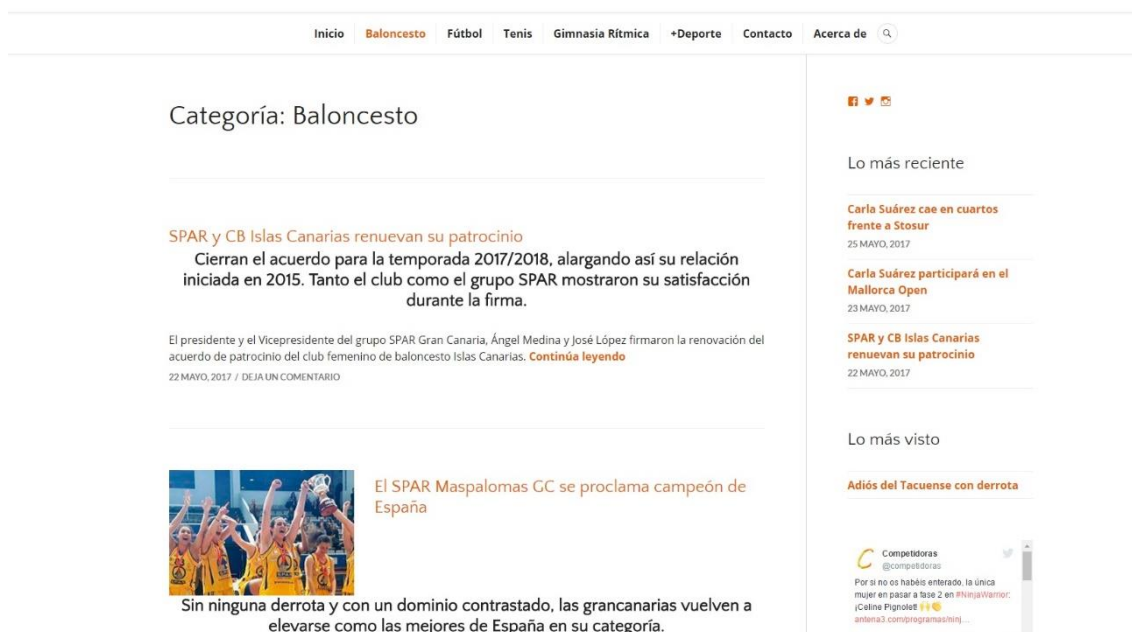 Inicio Baloncesto Fútbol Tenis Gimnasia Rítmica +Deporte Contacto Acerca de
Categoría: Baloncesto
SPAR y CB Islas Canarias renuevan su patrocinio
Cierran el acuerdo para la temporada 2017/2018, alargando así su relación
iniciada en 2015. Tanto el club como el grupo SPAR mostraron su satisfacción
durante la firma.
El presidente y el Vicepresidente del grupo SPAR Gran Canaria, Ángel Medina y José López firmaron la renovación del
acuerdo de patrocinio del club femenino de baloncesto Islas Canarias. Continúa leyendo
22 MAYO, 2017 / DEJA UN COMENTARIO
El SPAR Maspalomas GC se proclama campeón de
España
Sin ninguna derrota y con un dominio contrastado, las grancanarias vuelven a
elevarse como las mejores de España en su categoría.
Lo más reciente
Carla Suárez cae en cuartos
frente a Stosur
25 MAYO, 2017
Carla Suárez participará en el
Mallorca Open
23 MAYO, 2017
SPAR y CB Islas Canarias
renuevan su patrocinio
22 MAYO, 2017
Lo más visto
Adiós del Tacuense con derrota
Competidoras
@competidoras
Por si no os habéis enterado, la única
mujer en pasar a fase 2 en #NinjaWarrior:
¡Celine Pignolet! 🙌👏
antena3.com/programas/ninj…